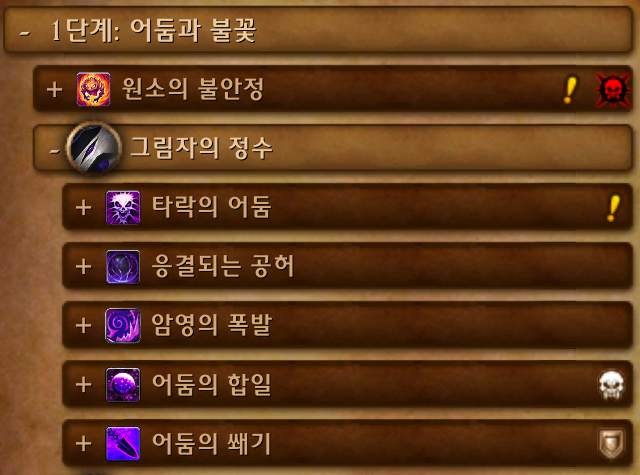 - 1단계: 어둠과 불꽃
+ 원소의 불안정
- 그림자의 정수
+ 타락의 어둠
+ 응결되는 공허
+ 암영의 폭발
+ 어둠의 합일
+ 어둠의 쐐기